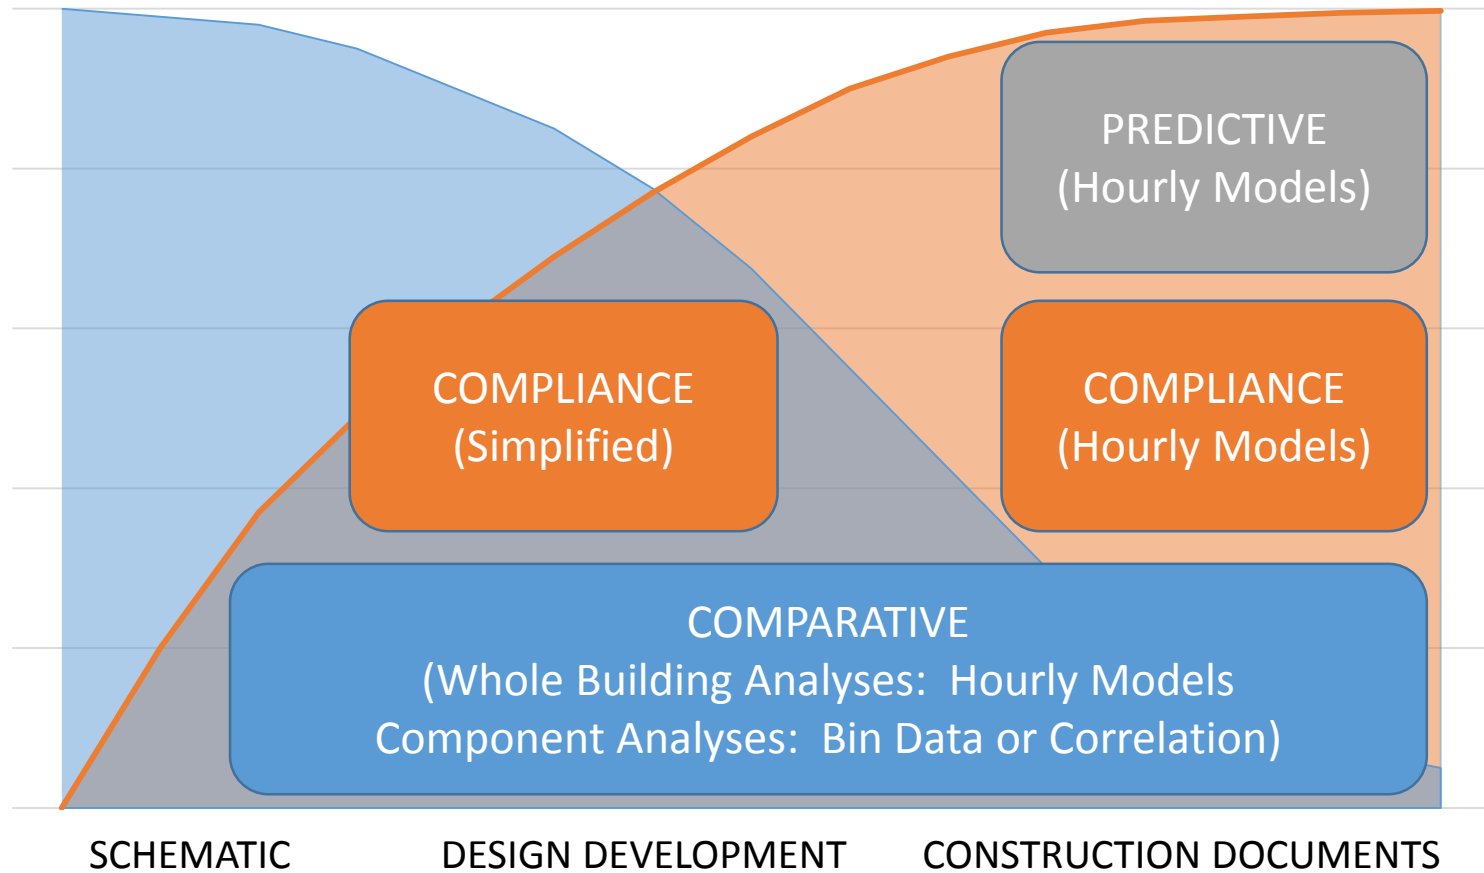 PREDICTIVE
(Hourly Models)
COMPLIANCE
(Simplified)
COMPLIANCE
(Hourly Models)
COMPARATIVE
(Whole Building Analyses:  Hourly Models
Component Analyses:  Bin Data or Correlation)
SCHEMATIC
DESIGN DEVELOPMENT
CONSTRUCTION DOCUMENTS